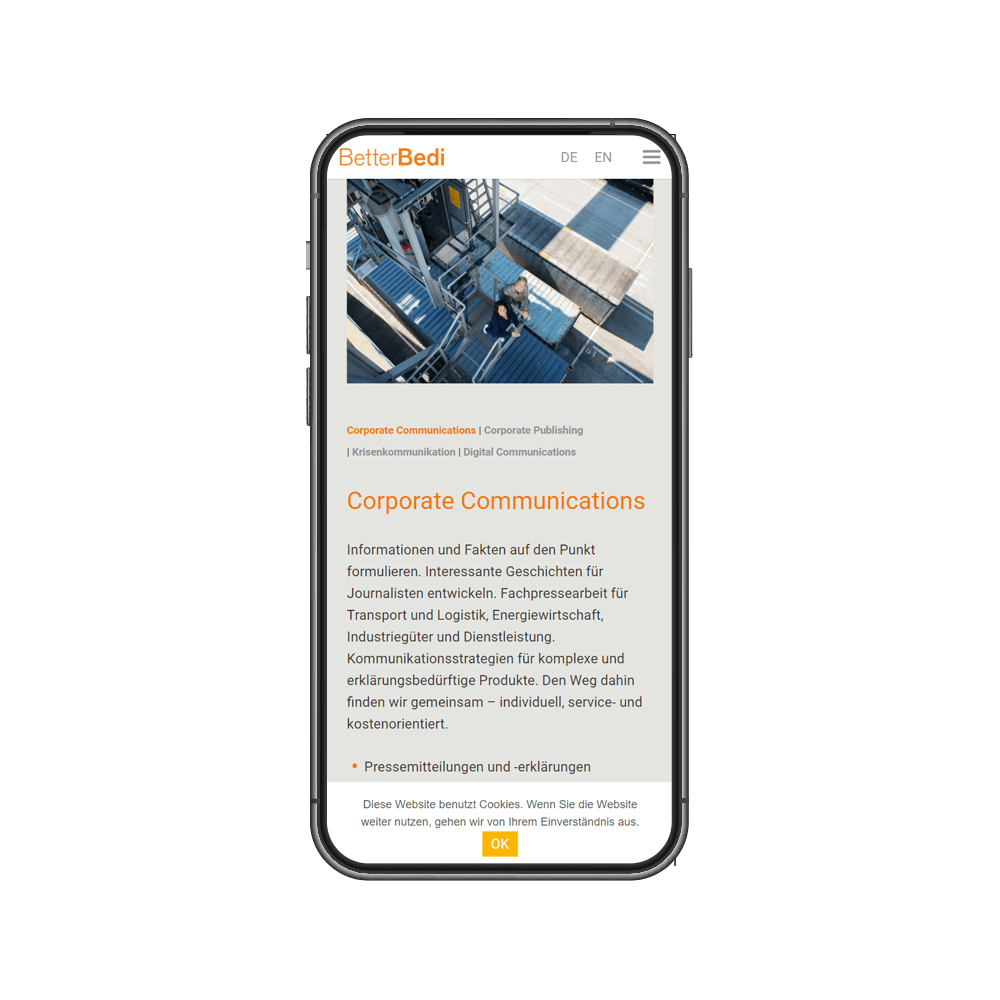 BetterBedi
DE EN
Corporate Communications | Corporate Publishing
| Krisenkommunikation | Digital Communications
Corporate Communications
Informationen und Fakten auf den Punkt
formulieren. Interessante Geschichten für
Journalisten entwickeln. Fachpressearbeit für
Transport und Logistik, Energiewirtschaft,
Industriegüter und Dienstleistung.
Kommunikationsstrategien für komplexe und
erklärungsbedürftige Produkte. Den Weg dahin
finden wir gemeinsam – individuell, service- und
kostenorientiert.
• Pressemitteilungen und -erklärungen
Diese Website benutzt Cookies. Wenn Sie die Website
weiter nutzen, gehen wir von Ihrem Einverständnis aus.
OK